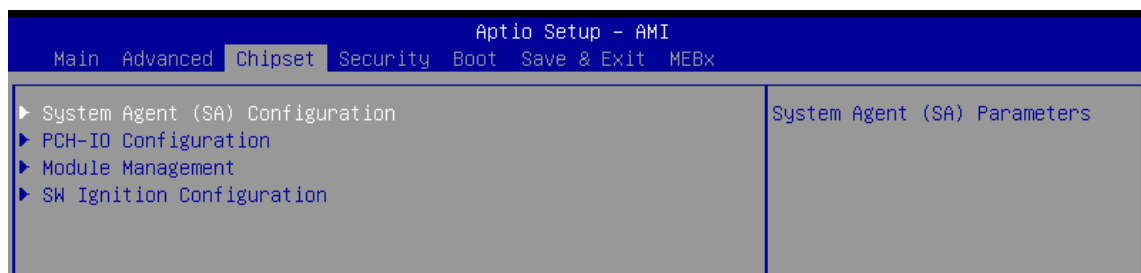 Aptio Setup – AMI
Main Advanced Chipset Security Boot Save & Exit MEBx
System Agent (SA) Configuration
PCH-IO Configuration
Module Management
SW Ignition Configuration
System Agent (SA) Parameters